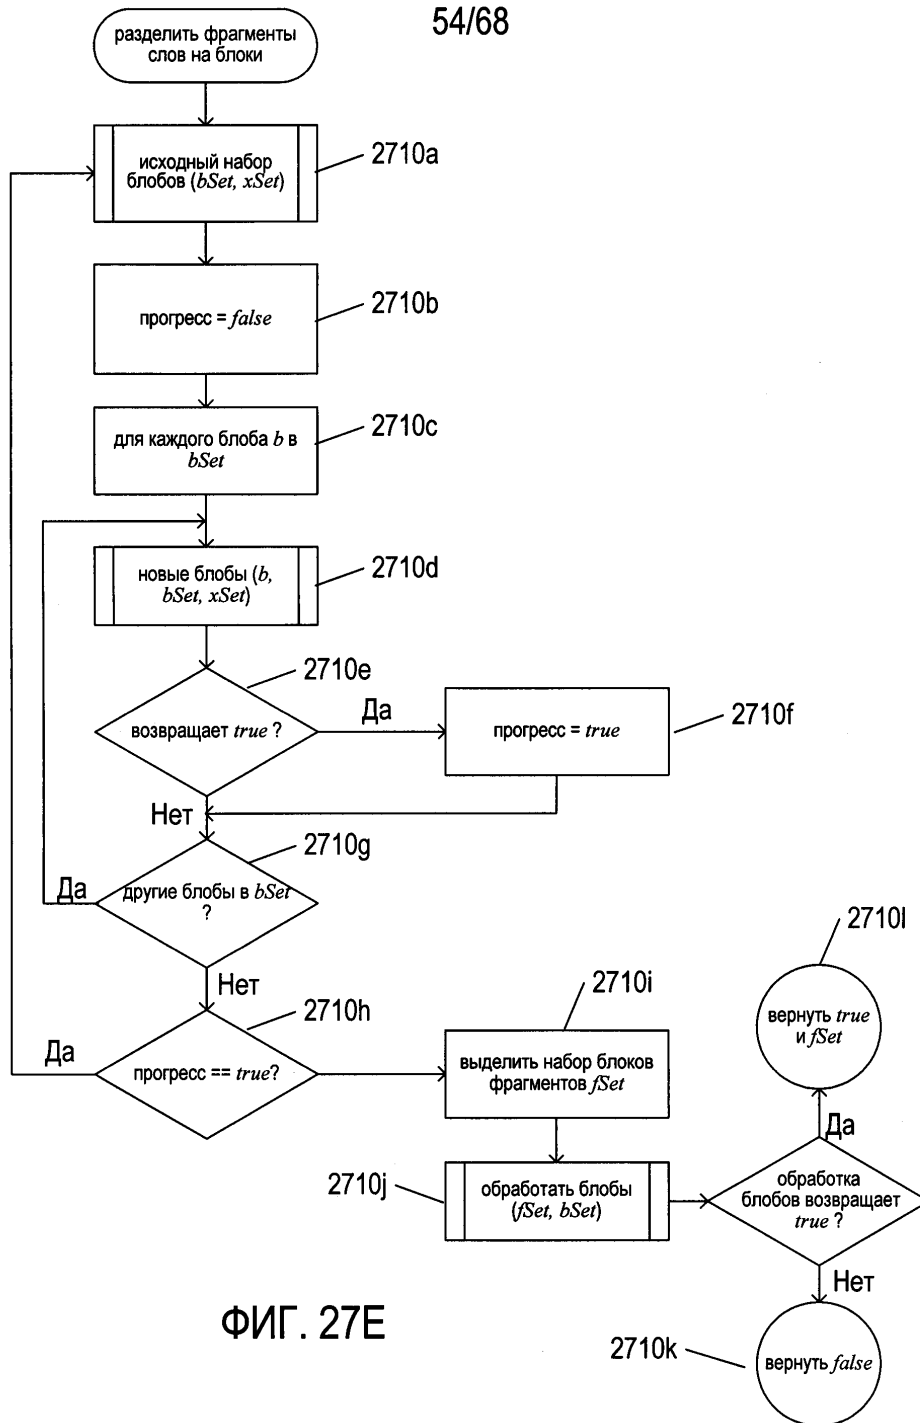 54/68
разделить фрагменты
слов на блоки
исходный набор
блобов (bSet, xSet)
2710a
прогресс = false
2710b
для каждого блоба b в
bSet
2710c
новые блобы (b,
bSet, xSet)
2710d
2710e
возвращает true ?
Да
прогресс = true
2710f
Нет
2710g
другие блобы в bSet
?
Да
Нет
2710h
прогресс == true?
Да
2710i
выделить набор блоков
фрагментов fSet
2710j
обработать блобы
(fSet, bSet)
2710l
вернуть true
и fSet
Да
обработка
блобов возвращает
true ?
Нет
2710k
вернуть false
ФИГ. 27E